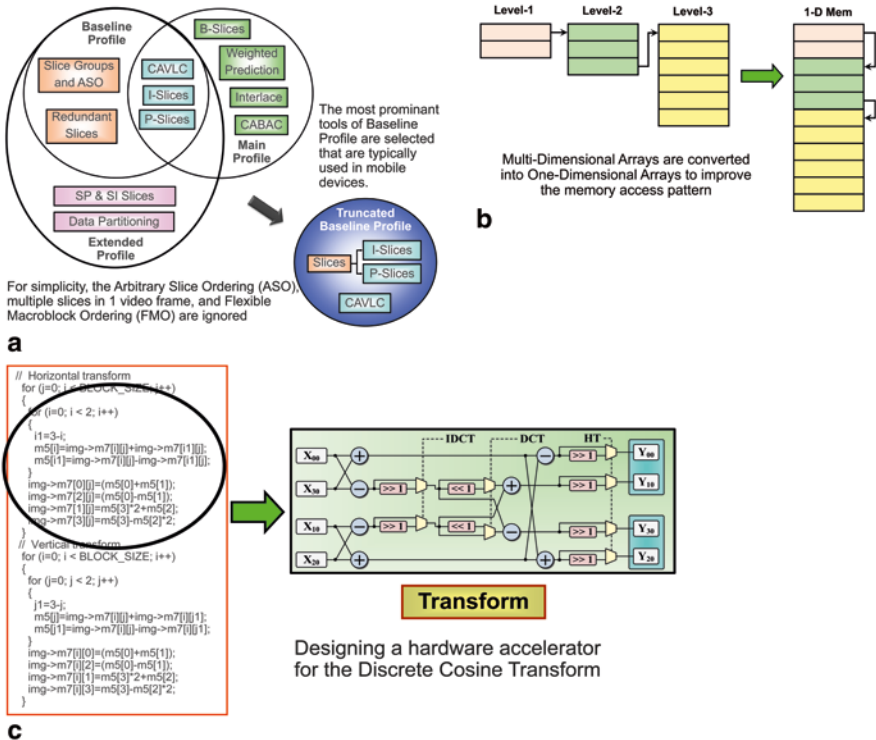 Baseline
Profile
Slice Groups
and ASO
Redundant
Slices
CAVLC
I-Slices
P-Slices
B-Slices
Weighted
Prediction
Interlace
CABAC
Main
Profile
SP & SI Slices
Data Partitioning
Extended
Profile
The most prominant
tools of Baseline
Profile are selected
that are typically
used in mobile
devices.
Truncated
Baseline Profile
Slices
I-Slices
P-Slices
CAVLC
For simplicity, the Arbitrary Slice Ordering (ASO),
multiple slices in 1 video frame, and Flexible
Macroblock Ordering (FMO) are ignored
a
Level-1
Level-2
Level-3
1-D Mem
Multi-Dimensional Arrays are converted
into One-Dimensional Arrays to improve
the memory access pattern
b
// Horizontal transform
for (j=0; i < BLOCK_SIZE; j++)
{
for (i=0; i < 2; i++)
{
i1=3-i;
m5[i]=img->m7[i][j]+img->m7[i1][j];
m5[i1]=img->m7[i][j]-img->m7[i1][j];
}
img->m7[0][j]=(m5[0]+m5[1]);
img->m7[2][j]=(m5[0]-m5[1]);
img->m7[1][j]=m5[3]*2+m5[2];
img->m7[3][j]=m5[3]-m5[2]*2;
}
// Vertical transform
for (i=0; i < BLOCK_SIZE; i++)
{
for (j=0; j < 2; j++)
{
j1=3-j;
m5[j]=img->m7[i][j]+img->m7[i][j1];
m5[j1]=img->m7[i][j]-img->m7[i][j1];
}
img->m7[i][0]=(m5[0]+m5[1]);
img->m7[i][2]=(m5[0]-m5[1]);
img->m7[i][1]=m5[3]*2+m5[2];
img->m7[i][3]=m5[3]-m5[2]*2;
}
IDCT
DCT
HT
X00
+
−
>> 1
Y00
X30
−
>> 1
<< 1
+
>> 1
Y10
X10
−
>> 1
<< 1
−
>> 1
Y30
X20
+
+
>> 1
Y20
Transform
Designing a hardware accelerator
for the Discrete Cosine Transform
c